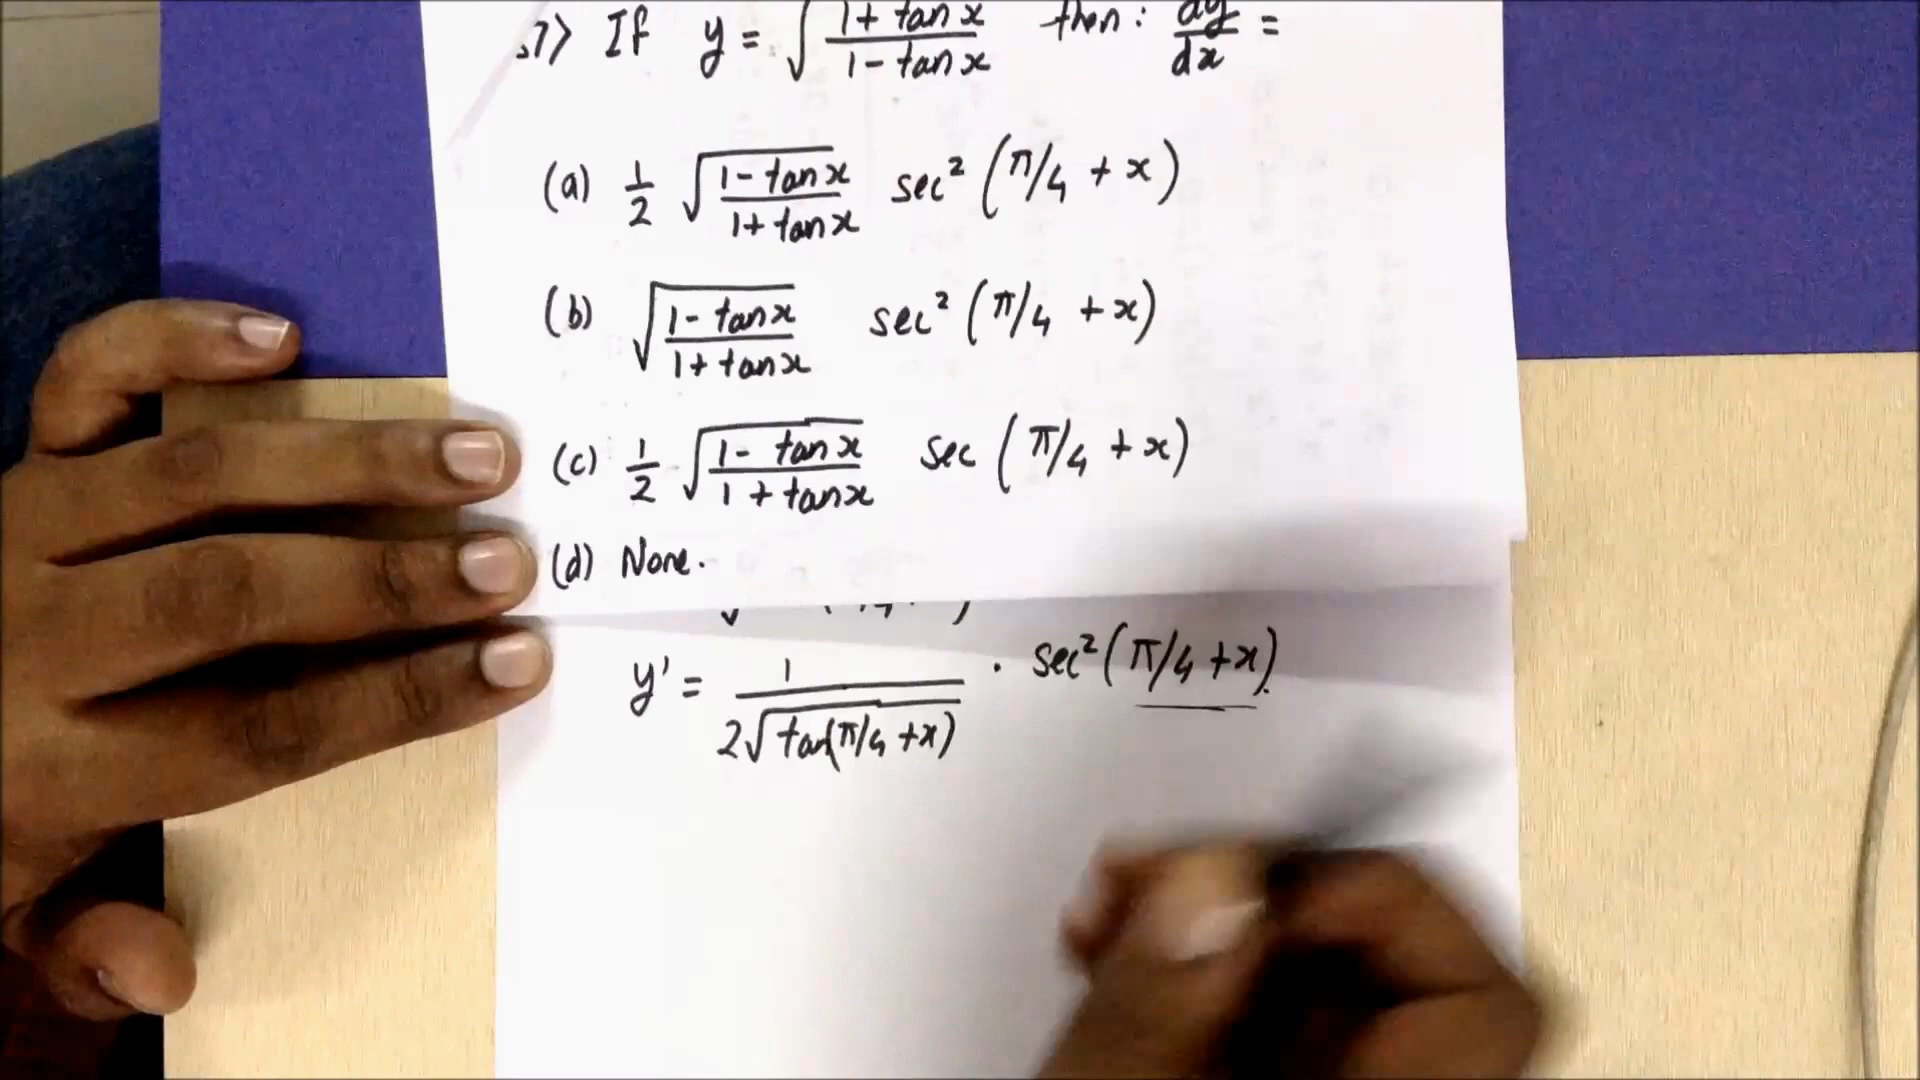 .7) If y = √(1 + tan x / 1 - tan x) then : dy/dx =
(a) 1/2 √(1 - tan x / 1 + tan x) sec² (π/4 + x)
(b) √(1 - tan x / 1 + tan x) sec² (π/4 + x)
(c) 1/2 √(1 - tan x / 1 + tan x) sec (π/4 + x)
(d) None.
y' = 1 / 2√tan(π/4 + x) · sec² (π/4 + x).